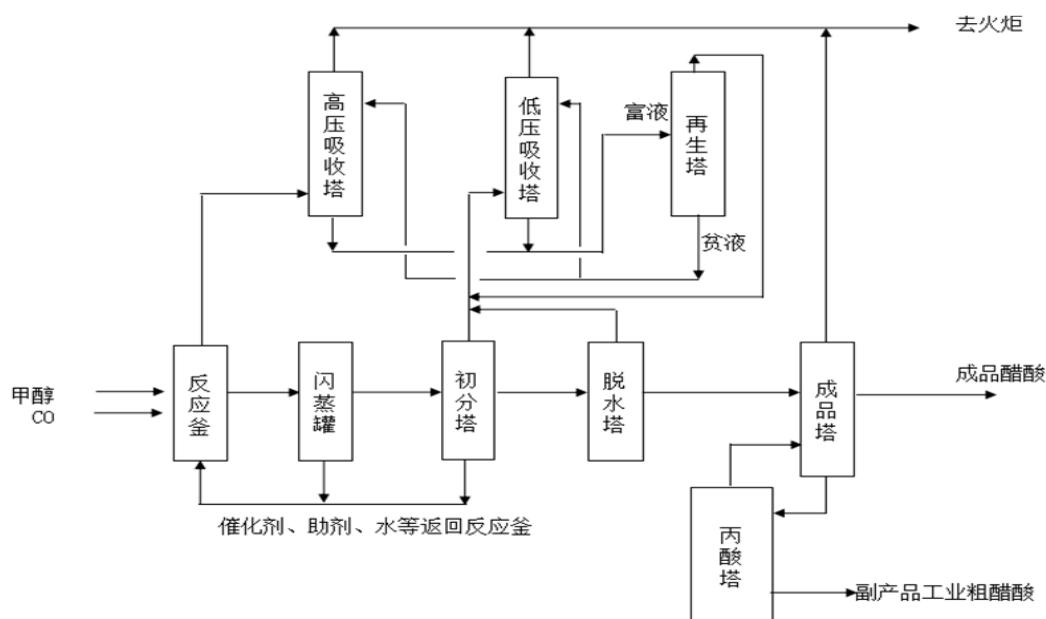 去火炬
高压吸收塔
低压吸收塔
富液
再生塔
贫液
甲醇
CO
反应釜
闪蒸罐
初分塔
脱水塔
成品塔
成品醋酸
催化剂、助剂、水等返回反应釜
丙酸塔
副产品工业粗醋酸